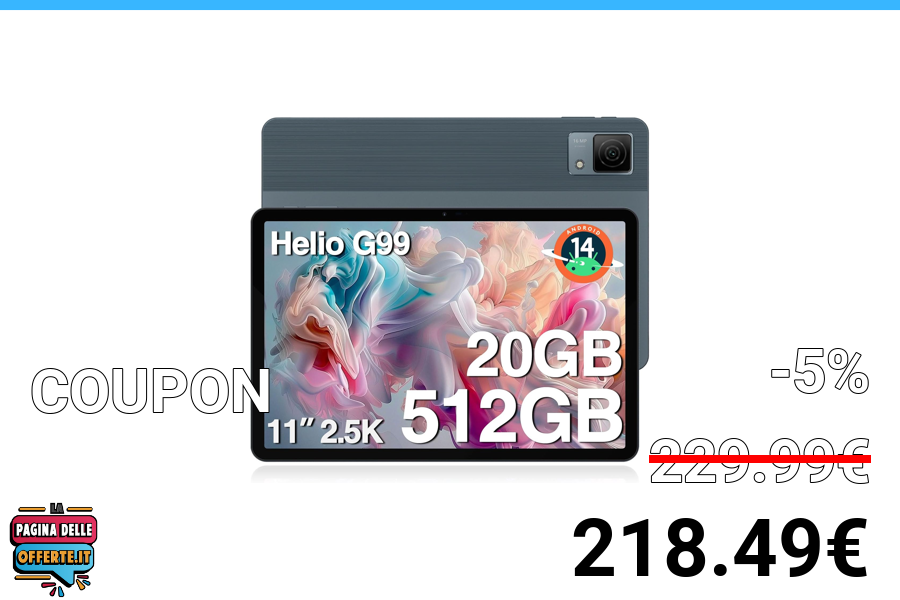 Helio G99
ANDROID
14
20GB
512GB
11″ 2.5K
COUPON
-5%
229.99€
218.49€
LA
PAGINA DELLE
OFFERTE.IT